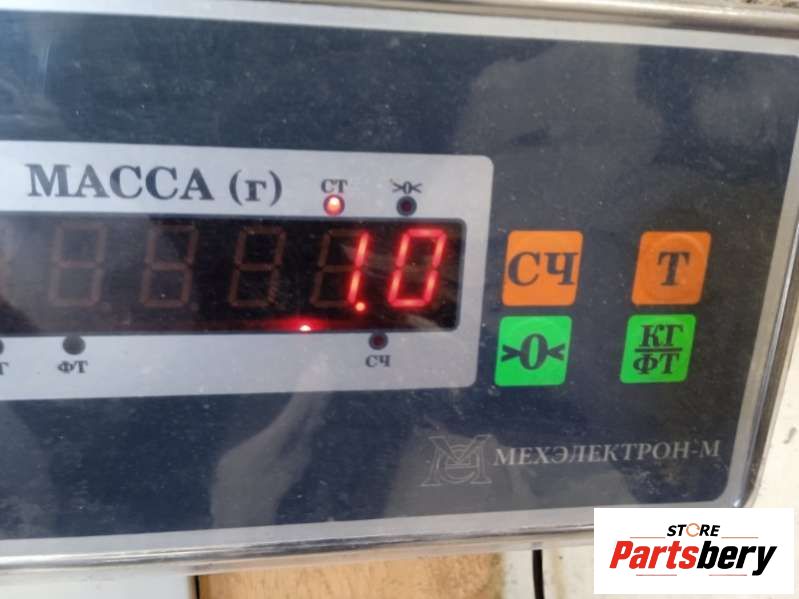 МАССА (г)
СТ
>0<
1.0
СЧ
Т
ФТ
СЧ
>0<
КГ
ФТ
МЕХЭЛЕКТРОН-М
STORE
Partsbery